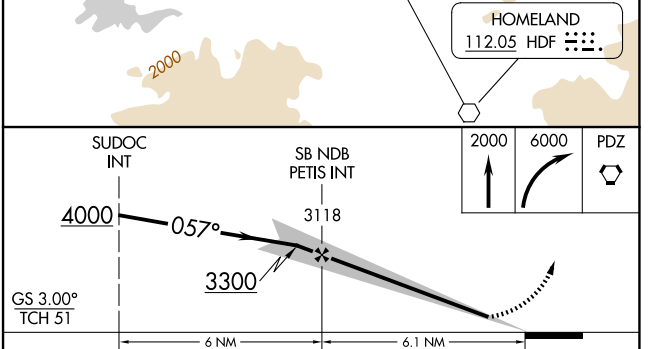 HOMELAND
112.05 HDF
2000
SUDOC
INT
SB NDB
PETIS INT
2000 6000 PDZ
4000
057°
3118
3300
GS 3.00°
TCH 51
6 NM 6.1 NM